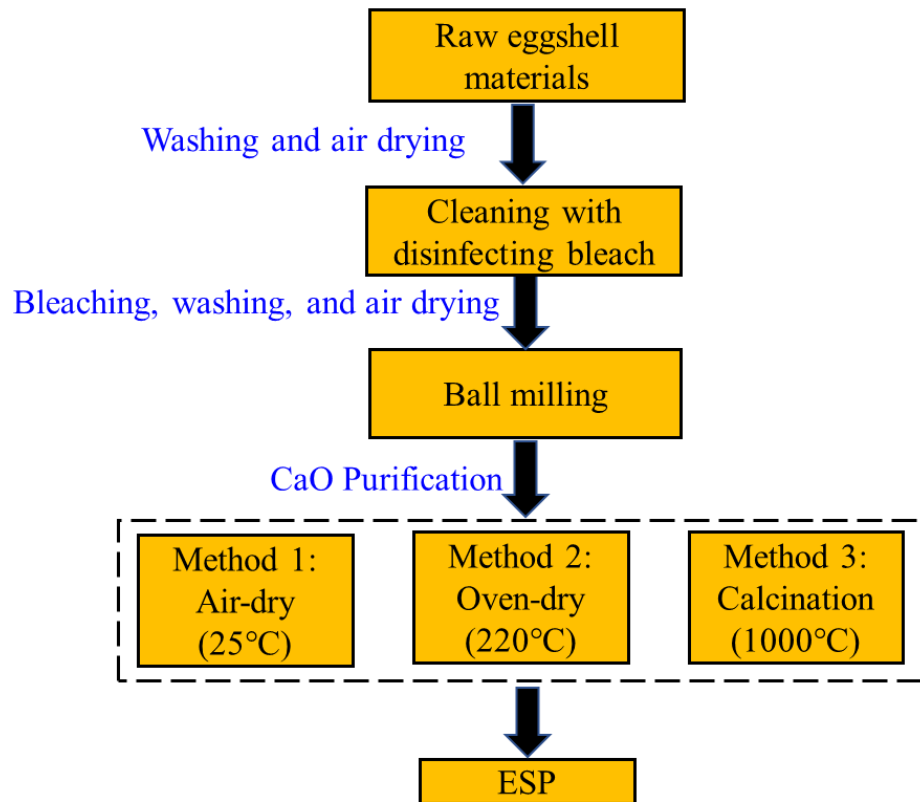 Raw eggshell
materials
Washing and air drying
Cleaning with
disinfecting bleach
Bleaching, washing, and air drying
Ball milling
CaO Purification
Method 1:
Air-dry
(25°C)
Method 2:
Oven-dry
(220°C)
Method 3:
Calcination
(1000°C)
ESP